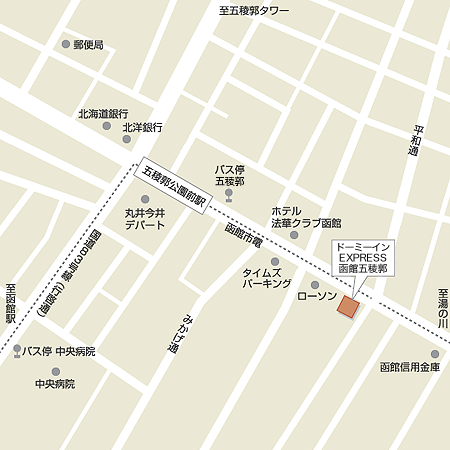 至五稜郭タワー
郵便局
北海道銀行
北洋銀行
平和通
バス停
五稜郭
五稜郭公園前駅
丸井今井
デパート
ホテル
法華クラブ函館
函館市電
国道83号線(行啓通)
ドーミーイン
EXPRESS
函館五稜郭
タイムズ
パーキング
ローソン
至函館駅
至湯の川
みかげ通
バス停 中央病院
中央病院
函館信用金庫